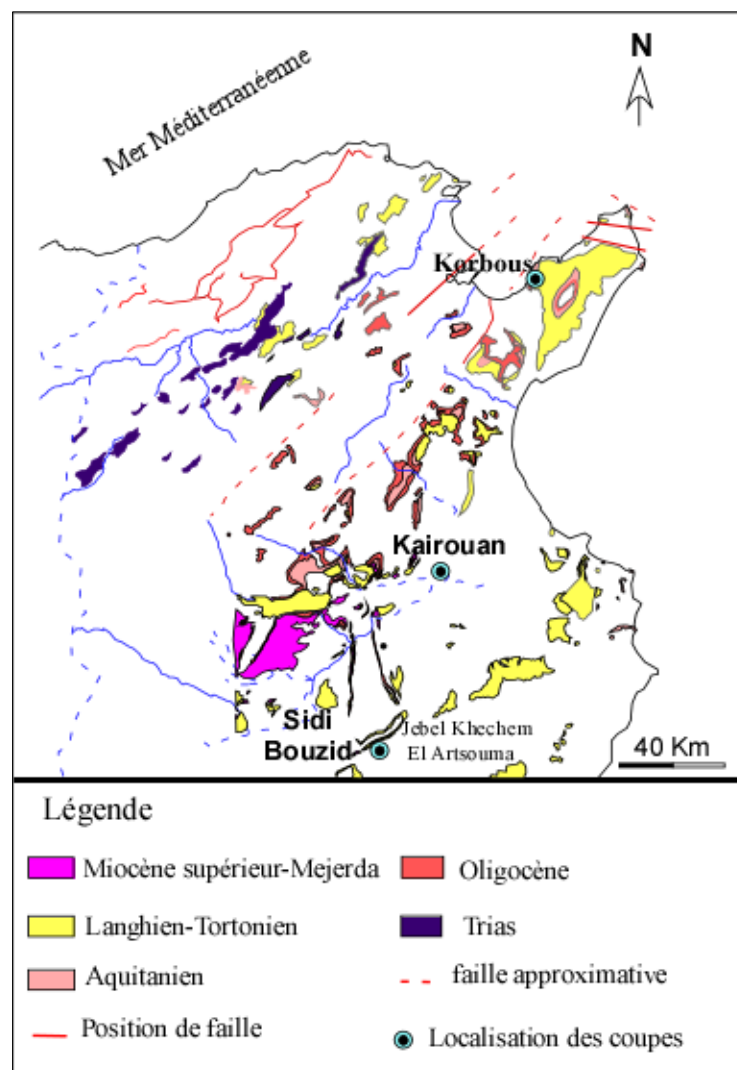 N
Mer Méditerranéenne
Korbous
Kairouan
Sidi
Bouzid
Jebel Khechem
El Artsouma
40 Km
Légende
Miocène supérieur-Mejerda
Oligocène
Langhien-Tortonien
Trias
Aquitanien
faille approximative
Position de faille
Localisation des coupes